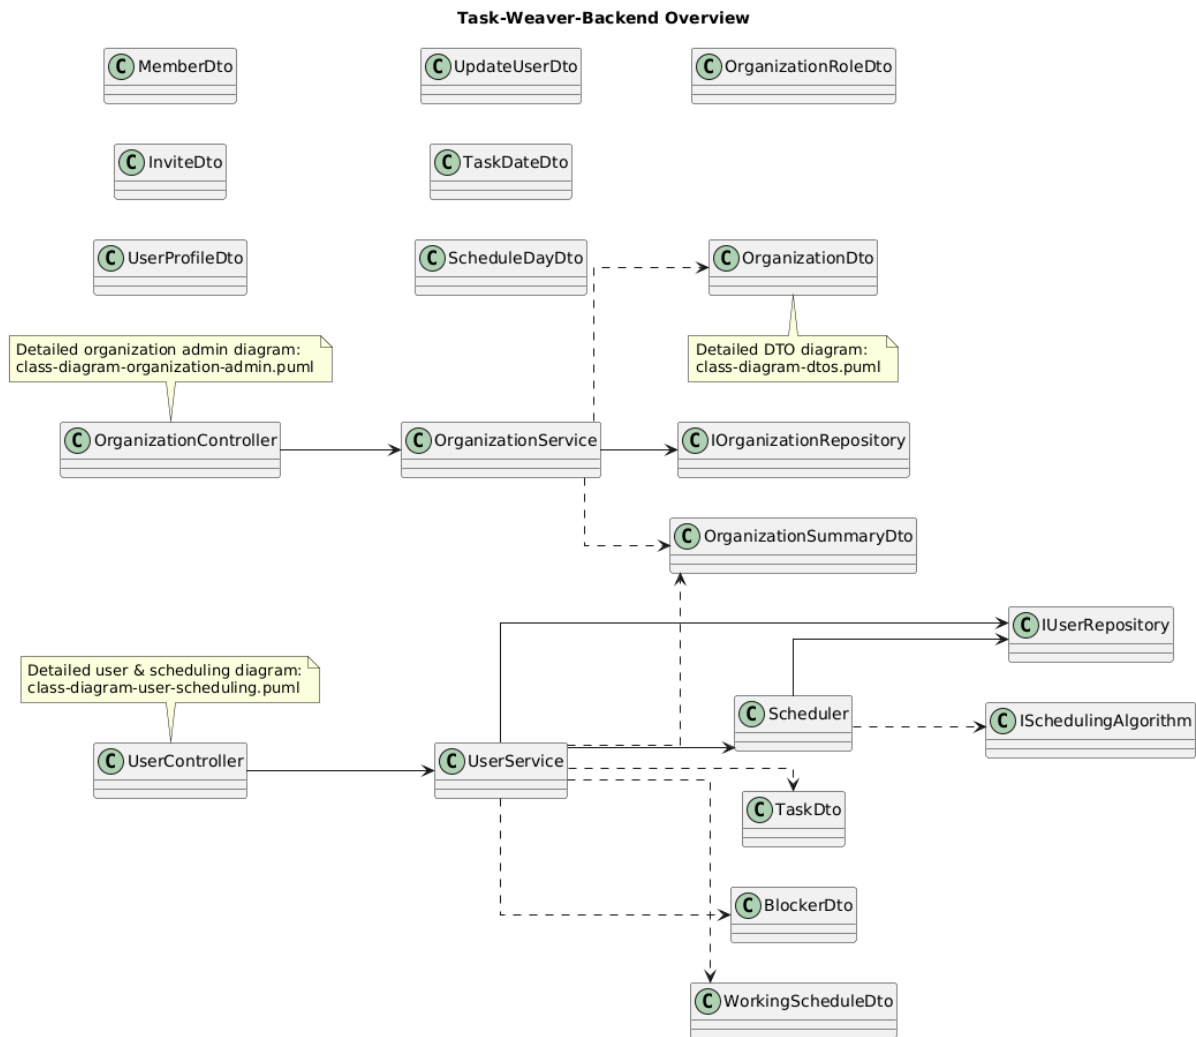 Task-Weaver-Backend Overview
C MemberDto
C UpdateUserDto
C OrganizationRoleDto
C InviteDto
C TaskDateDto
C UserProfileDto
C ScheduleDayDto
C OrganizationDto
Detailed organization admin diagram:
class-diagram-organization-admin.puml
Detailed DTO diagram:
class-diagram-dtos.puml
C OrganizationController
C OrganizationService
C IOrganizationRepository
C OrganizationSummaryDto
C IUserRepository
Detailed user & scheduling diagram:
class-diagram-user-scheduling.puml
C Scheduler
C ISchedulingAlgorithm
C UserController
C UserService
C TaskDto
C BlockerDto
C WorkingScheduleDto